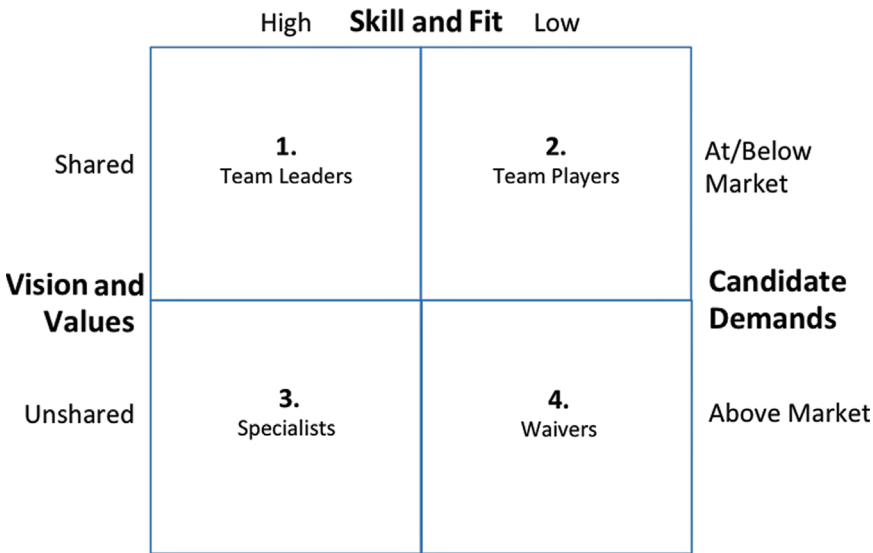 High Skill and Fit Low
Shared
1.
Team Leaders
2.
Team Players
At/Below
Market
Vision and
Values
Candidate
Demands
Unshared
3.
Specialists
4.
Waivers
Above Market